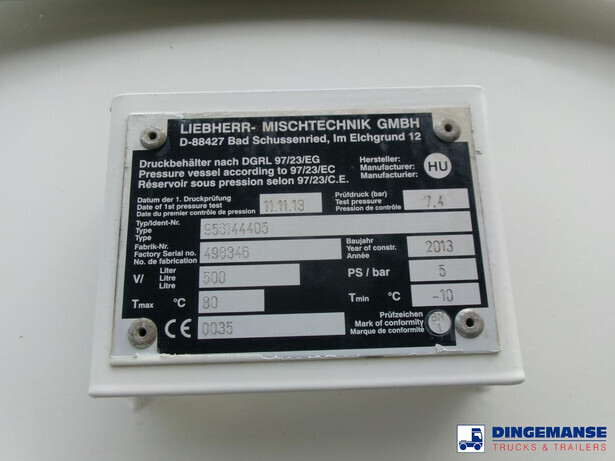 LIEBHERR- MISCHTECHNIK GMBH
D-88427 Bad Schussenried, Im Elchgrund 12
Druckbehälter nach DGRL 97/23/EG
Pressure vessel according to 97/23/EC
Réservoir sous pression selon 97/23/C.E.
Hersteller:
Manufacturer:
Manufacturer:
HU
Datum der 1. Druckprüfung
Date of 1st pressure test
Date du premier contrôle de pression
11.11.13
Prüfdruck (bar)
Test pressure
Pression de contrôle
7.4
Typ/Ident-Nr.
Type
Type
958144405
Fabrik-Nr.
Factory Serial no.
No. de fabrication
498346
Baujahr
Year of constr.
Année
2013
V/
Liter
Litre
Litre
500
PS / bar
5
Tmax °C
80
Tmin °C
-10
CE
0035
Prüfzeichen
Mark of conformity
Marque de conformité
BN
1
DINGEMANSE
TRUCKS & TRAILERS